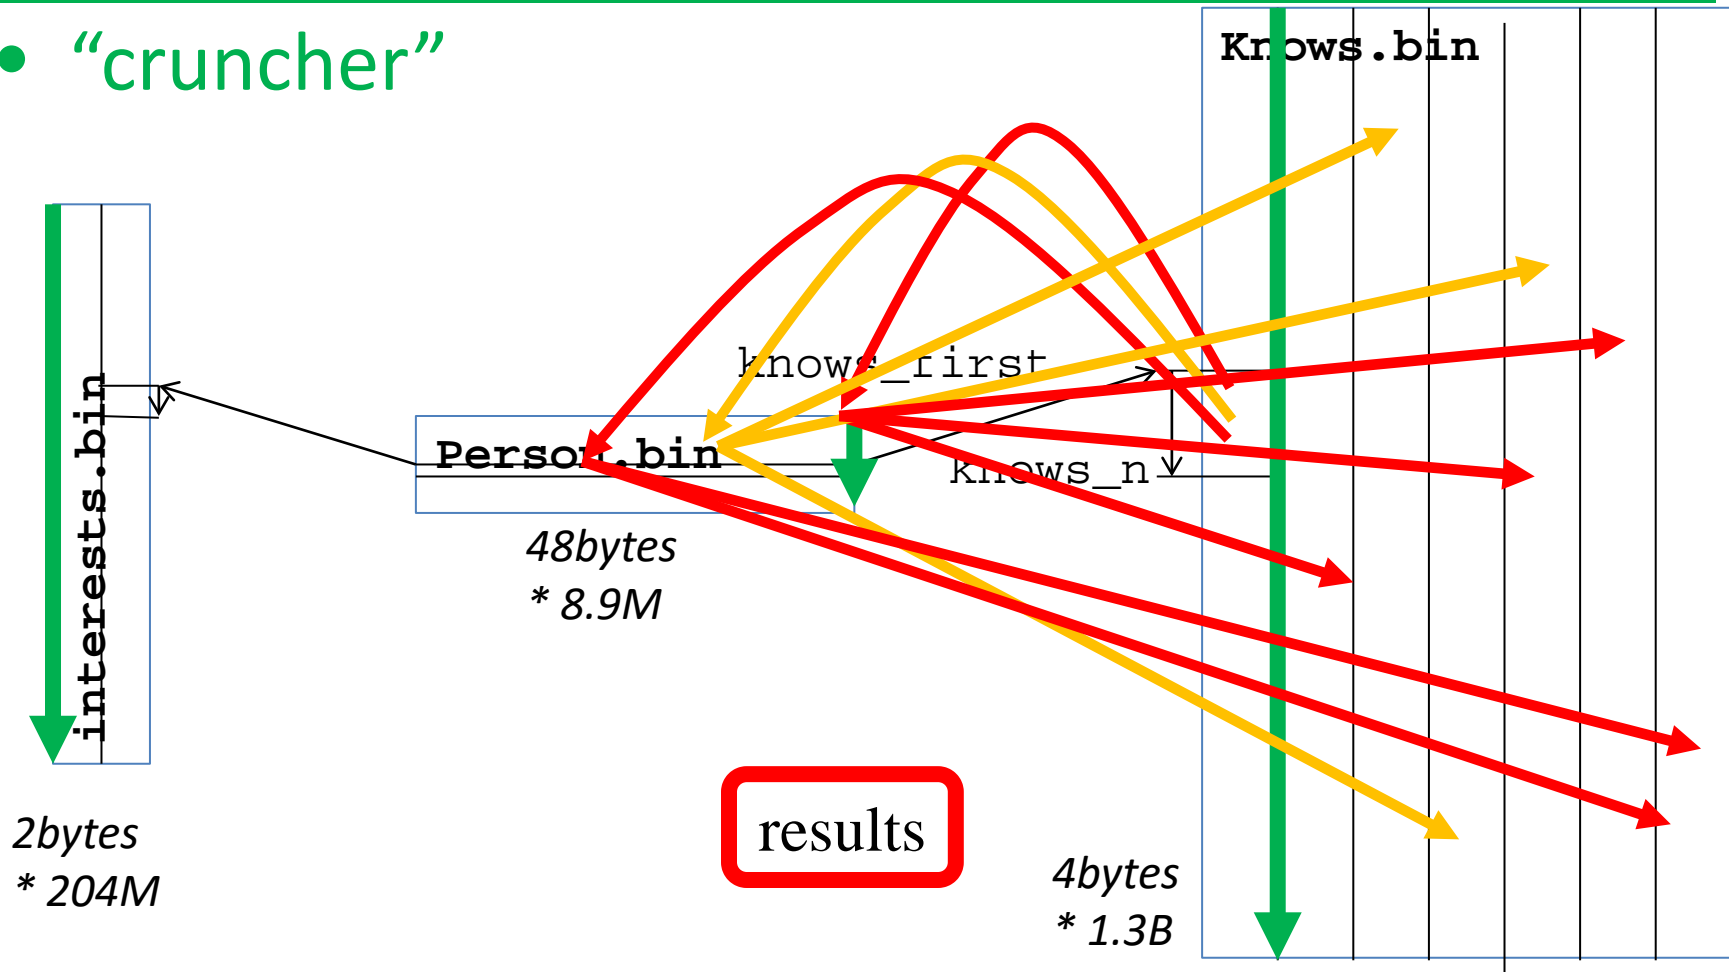 • “cruncher”
Knows.bin
knows_first
interests.bin
Person.bin
knows_n
48bytes
* 8.9M
results
2bytes
* 204M
4bytes
* 1.3B